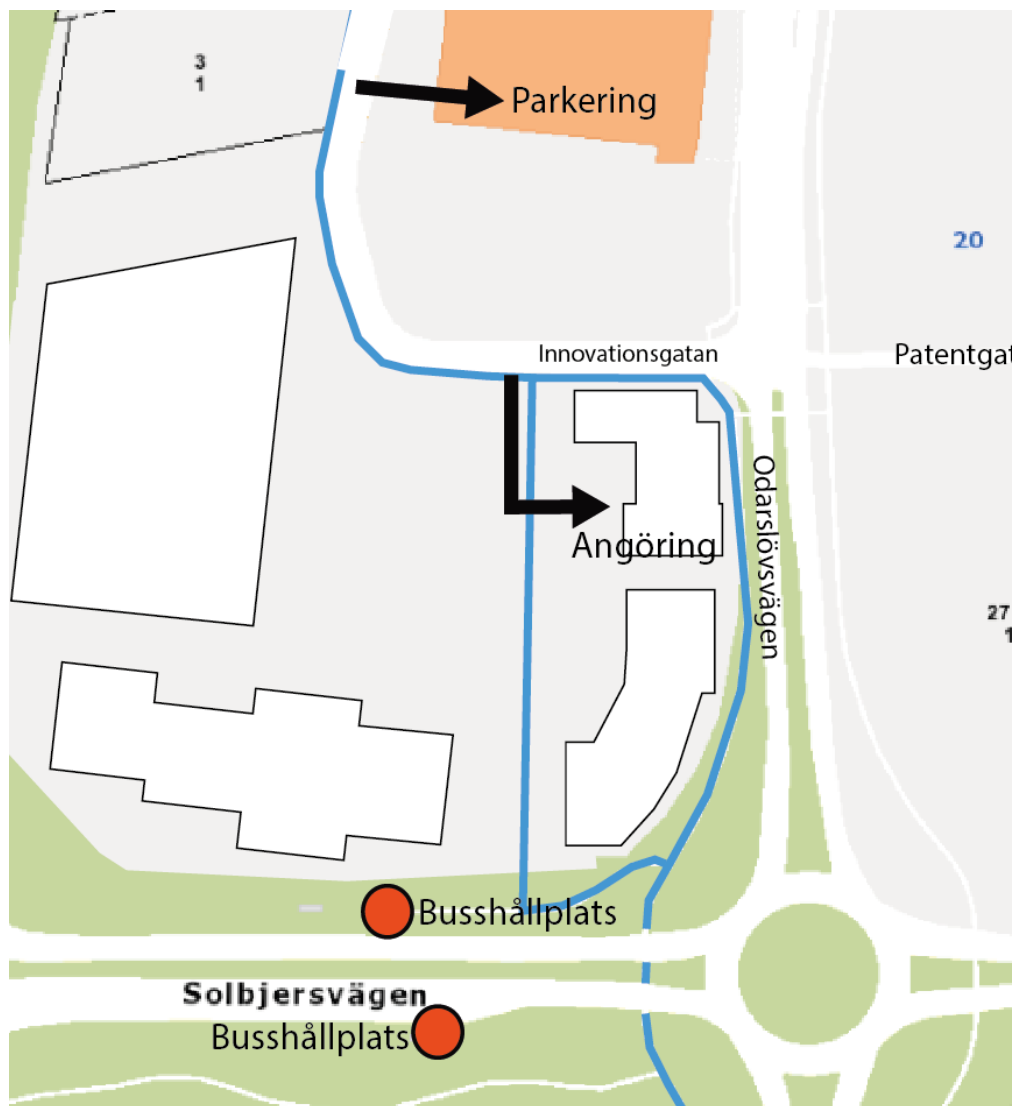 3
1
Parkering
20
Innovationsgatan
Patentgat
Odarslövsvägen
Angöring
27
1
Busshållplats
Solbjersvägen
Busshållplats